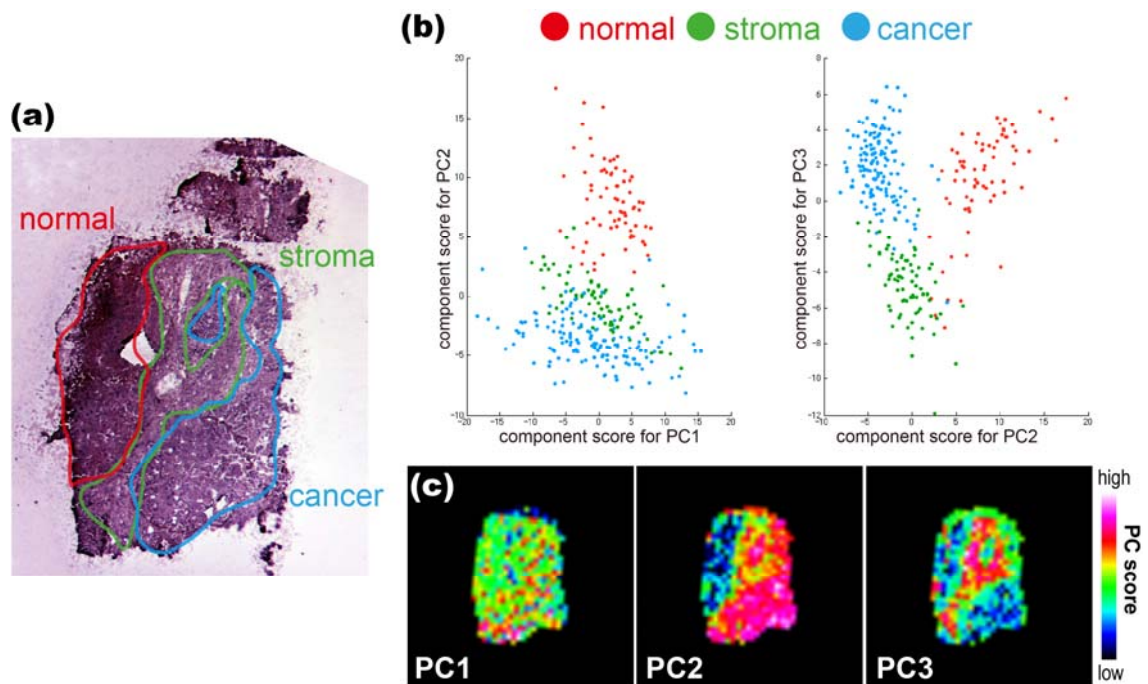 (a)
normal
stroma
cancer
(b)
normal stroma cancer
component score for PC2
20
15
10
5
0
-5
-10
-20 -15 -10 -5 0 5 10 15 20
component score for PC1
component score for PC3
8
6
4
2
0
-2
-4
-6
-8
-10
-12
-10 -5 0 5 10 15 20
component score for PC2
(c)
PC1
PC2
PC3
high
PC score
low